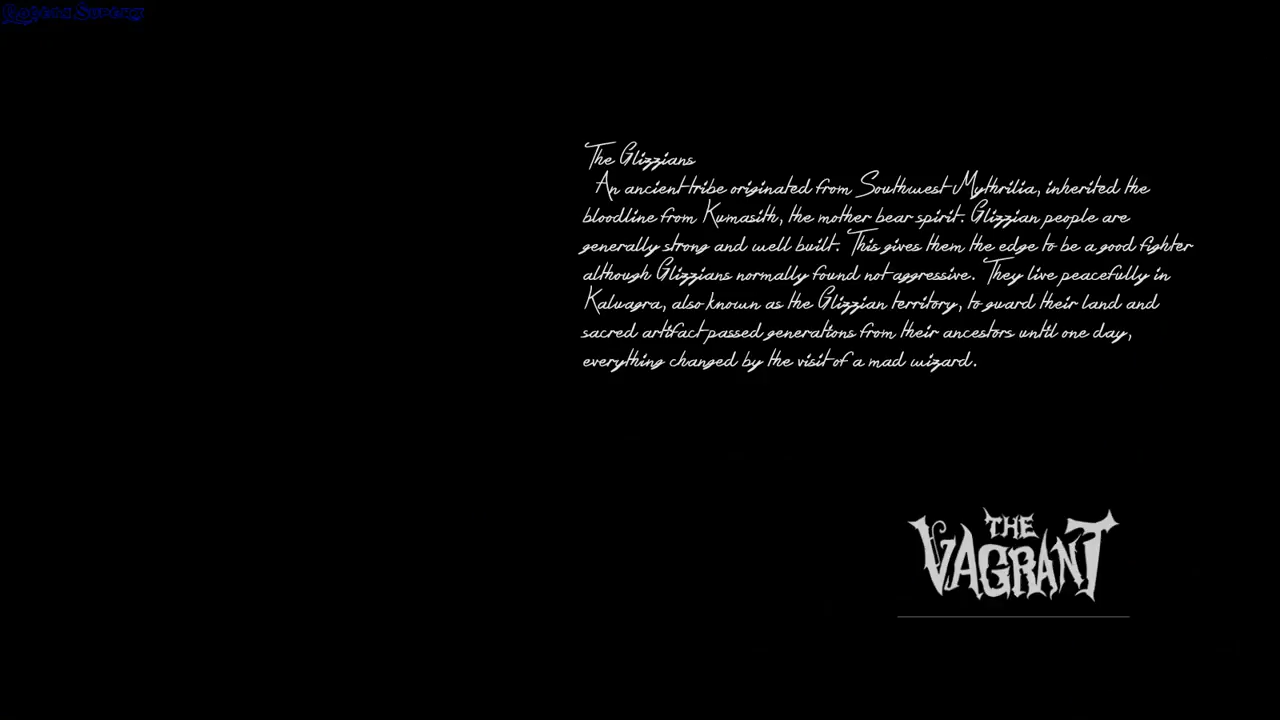 The Glizzians
An ancient tribe originated from Southwest Mythrilia, inherited the
bloodline from Kumasith, the mother bear spirit. Glizzian people are
generally strong and well built. This gives them the edge to be a good fighter
although Glizzians normally found not aggressive. They live peacefully in
Kalvagra, also known as the Glizzian territory, to guard their land and
sacred artifact passed generations from their ancestors until one day,
everything changed by the visit of a mad wizard.
THE
VAGRANT